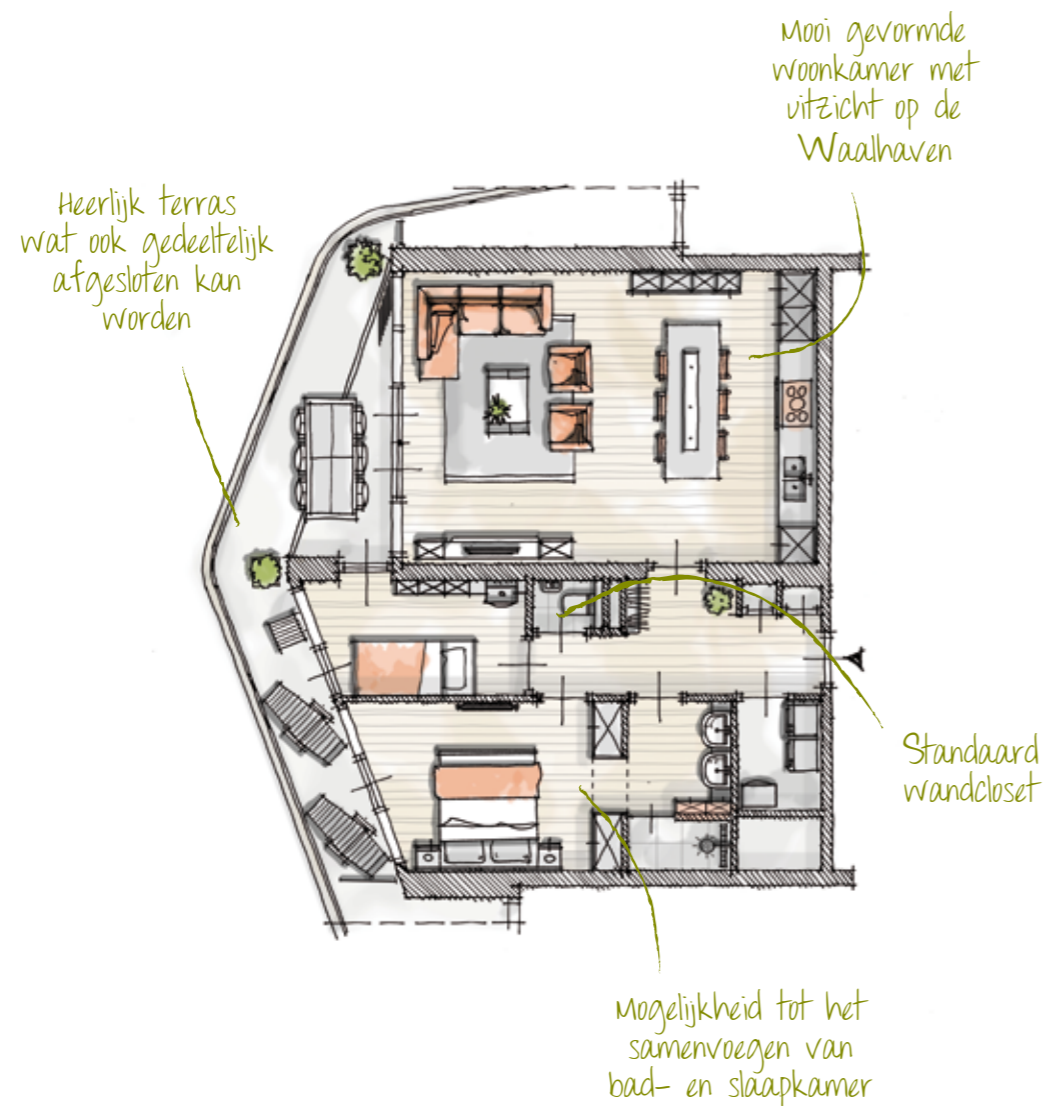 Mooi gevormde
woonkamer met
uitzicht op de
Waalhaven
Heerlijk terras
wat ook gedeeltelijk
afgesloten kan
worden
Standaard
wandcloset
Mogelijkheid tot het
samenvoegen van
bad- en slaapkamer